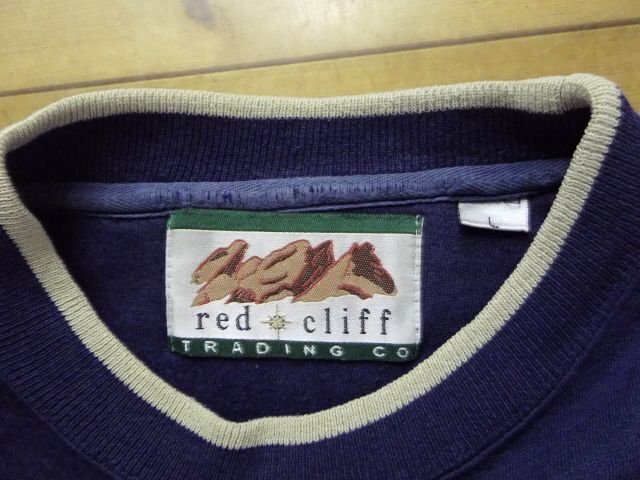 red cliff
TRADING CO
L